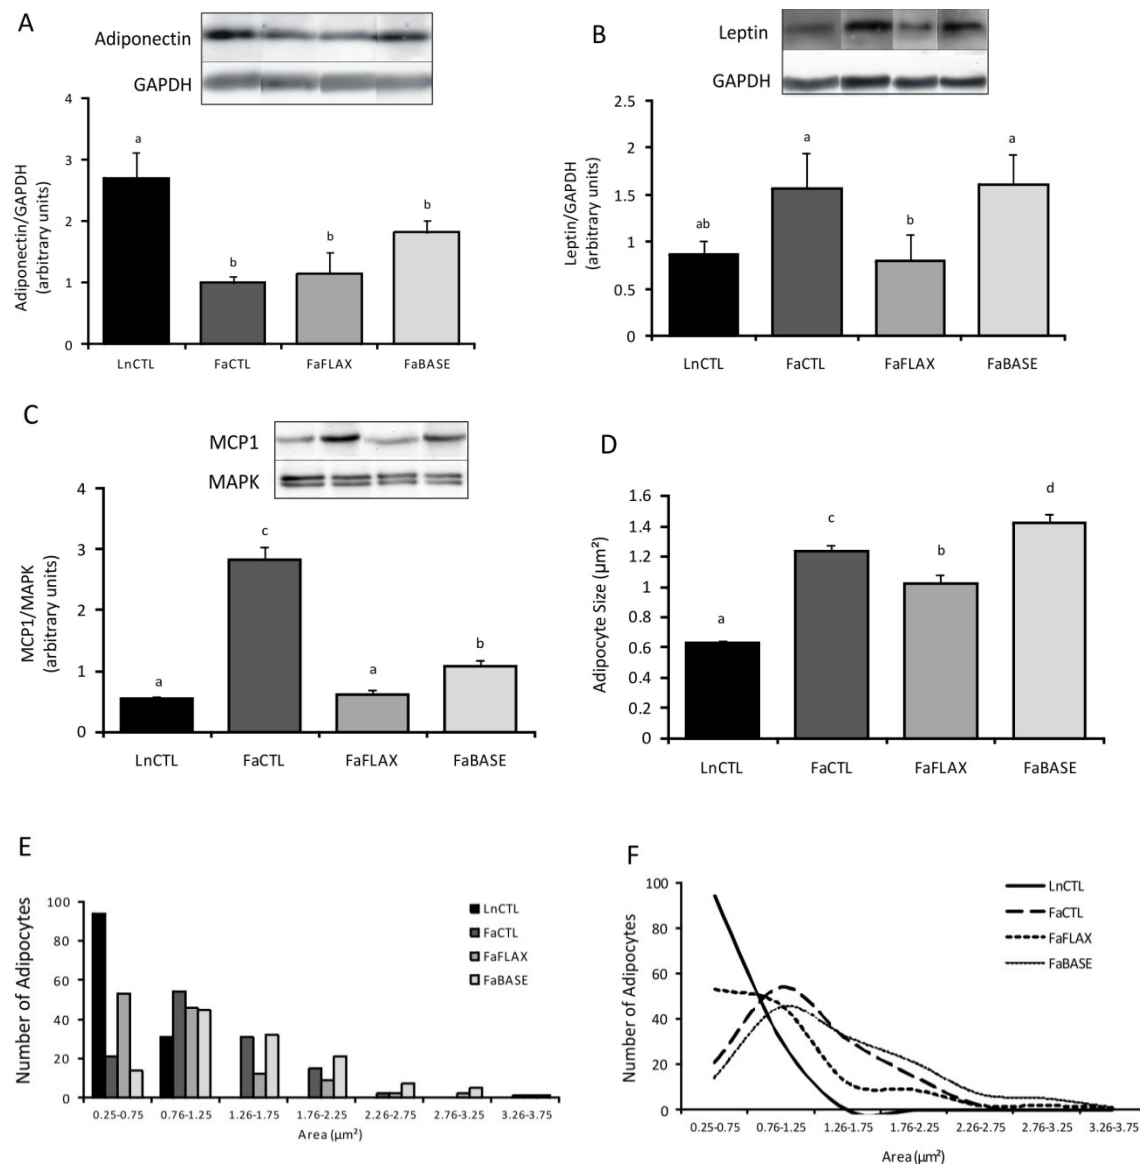 A
Adiponectin
GAPDH
Adiponectin/GAPDH
(arbitrary units)
4
3
2
1
0
a
b
b
b
LnCTL FaCTL FaFLAX FaBASE
B
Leptin
GAPDH
Leptin/GAPDH
(arbitrary units)
2.5
2
1.5
1
0.5
0
ab
a
b
a
LnCTL FaCTL FaFLAX FaBASE
C
MCP1
MAPK
MCP1/MAPK
(arbitrary units)
4
3
2
1
0
a
c
a
b
LnCTL FaCTL FaFLAX FaBASE
D
Adipocyte Size (µm²)
1.6
1.4
1.2
1
0.8
0.6
0.4
0.2
0
a
c
b
d
LnCTL FaCTL FaFLAX FaBASE
E
Number of Adipocytes
100
80
60
40
20
0
LnCTL
FaCTL
FaFLAX
FaBASE
0.25-0.75 0.76-1.25 1.26-1.75 1.76-2.25 2.26-2.75 2.76-3.25 3.26-3.75
Area (µm²)
F
Number of Adipocytes
100
80
60
40
20
0
LnCTL
FaCTL
FaFLAX
FaBASE
0.25-0.75 0.76-1.25 1.26-1.75 1.76-2.25 2.26-2.75 2.76-3.25 3.26-3.75
Area (µm²)